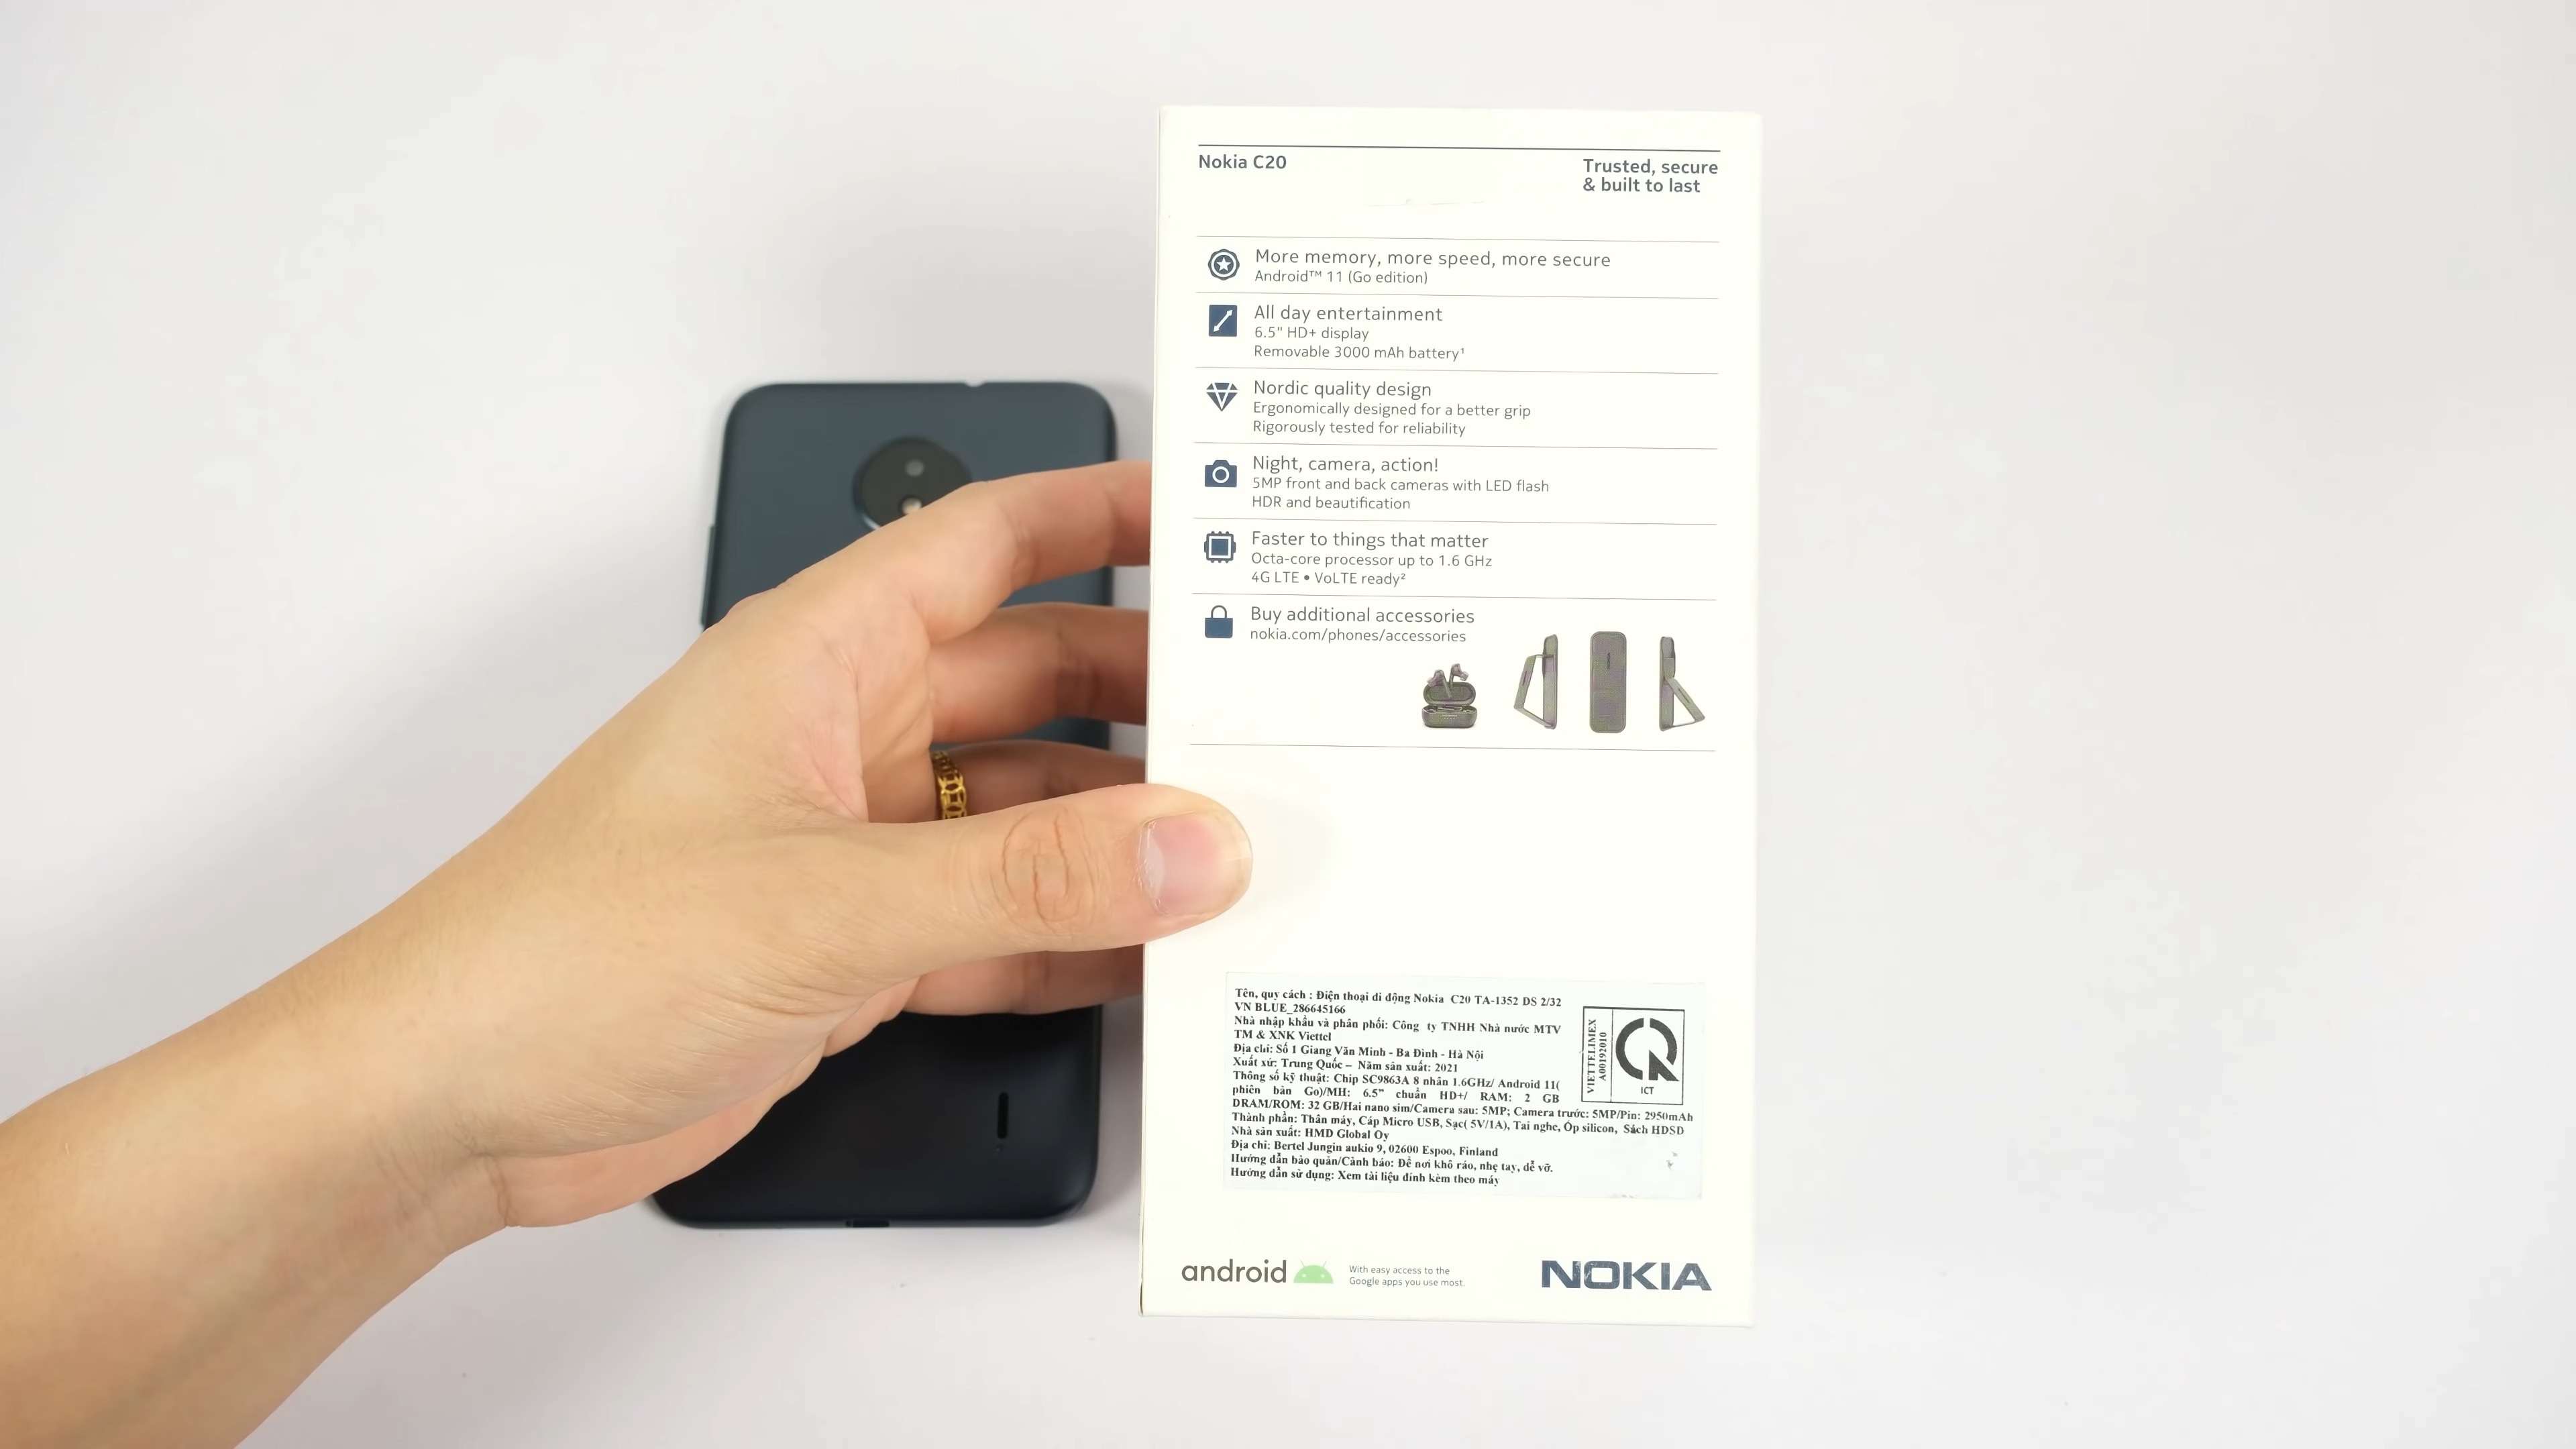 Nokia C20
Trusted, secure
& built to last
More memory, more speed, more secure
Android™ 11 (Go edition)
All day entertainment
6.5" HD+ display
Removable 3000 mAh battery¹
Nordic quality design
Ergonomically designed for a better grip
Rigorously tested for reliability
Night, camera, action!
5MP front and back cameras with LED flash
HDR and beautification
Faster to things that matter
Octa-core processor up to 1.6 GHz
4G LTE • VoLTE ready²
Buy additional accessories
nokia.com/phones/accessories
Tên, quy cách : Điện thoại di động Nokia C20 TA-1352 DS 2/32
VN BLUE_286645166
Nhà nhập khẩu và phân phối: Công ty TNHH Nhà nước MTV
TM & XNK Viettel
Địa chỉ: Số 1 Giang Văn Minh - Ba Đình - Hà Nội
Xuất xứ: Trung Quốc – Năm sản xuất: 2021
Thông số kỹ thuật: Chip SC9863A 8 nhân 1.6GHz/ Android 11(
phiên bản Go)/MH: 6.5” chuẩn HD+/ RAM: 2 GB
DRAM/ROM: 32 GB/Hai nano sim/Camera sau: 5MP; Camera trước: 5MP/Pin: 2950mAh
Thành phần: Thân máy, Cáp Micro USB, Sạc( 5V/1A), Tai nghe, Ốp silicon, Sách HDSD
Nhà sản xuất: HMD Global Oy
Địa chỉ: Bertel Jungin aukio 9, 02600 Espoo, Finland
Hướng dẫn bảo quản/Cảnh báo: Để nơi khô ráo, nhẹ tay, dễ vỡ.
Hướng dẫn sử dụng: Xem tài liệu đính kèm theo máy
VIETTELIMEX
A00192010
ICT
android
With easy access to the
Google apps you use most.
NOKIA